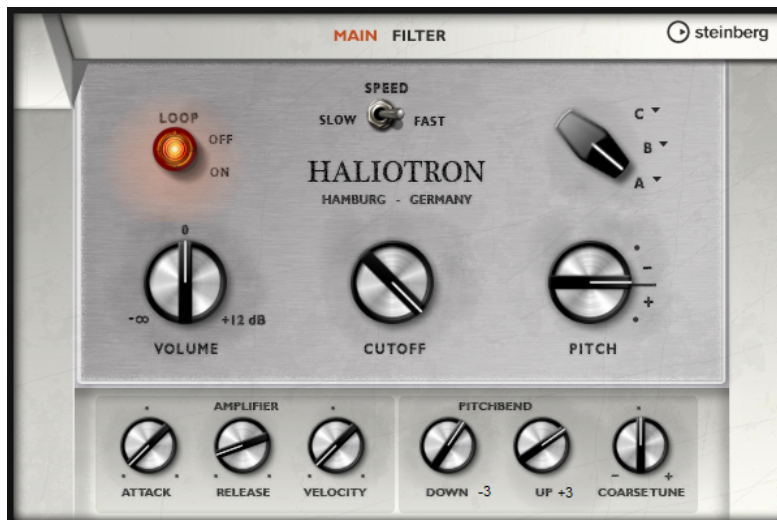 MAIN FILTER
steinberg
SPEED
SLOW FAST
LOOP
OFF
ON
C
B
A
HALIOTRON
HAMBURG - GERMANY
0
-∞ +12 dB
VOLUME
CUTOFF
-
+
PITCH
AMPLIFIER
ATTACK
RELEASE
VELOCITY
PITCHBEND
DOWN -3
UP +3
- +
COARSETUNE